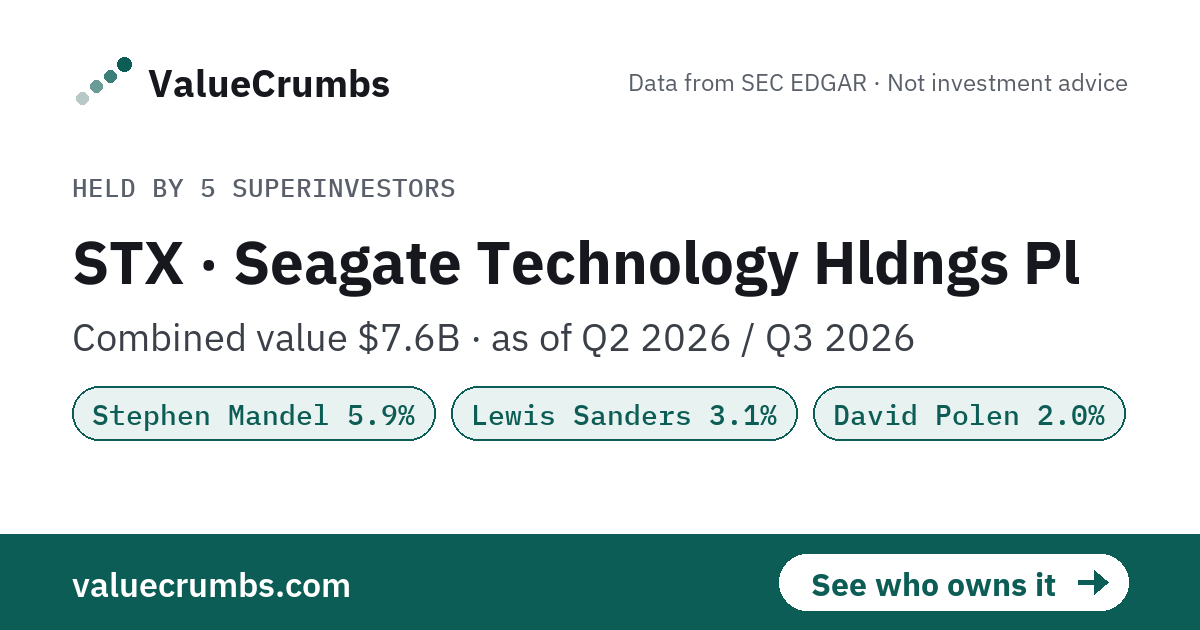 ValueCrumbs
Data from SEC EDGAR · Not investment advice
HELD BY 5 SUPERINVESTORS
STX · Seagate Technology Hldngs Pl
Combined value $7.6B · as of Q2 2026 / Q3 2026
Stephen Mandel 5.9% Lewis Sanders 3.1% David Polen 2.0%
valuecrumbs.com
See who owns it →